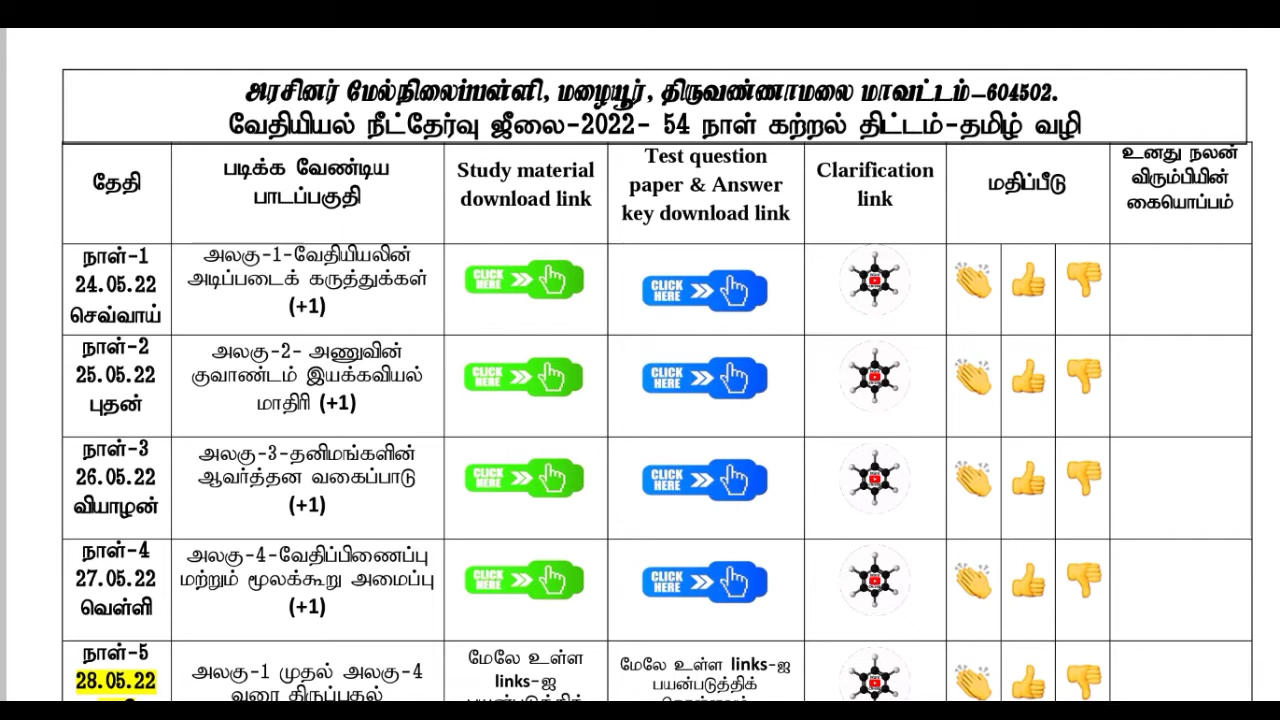 அரசினர் மேல்நிலைப்பள்ளி, மழையூர், திருவண்ணாமலை மாவட்டம்–604502.
வேதியியல் நீட்தேர்வு ஜீலை-2022- 54 நாள் கற்றல் திட்டம்-தமிழ் வழி
தேதி
படிக்க வேண்டிய
பாடப்பகுதி
Study material
download link
Test question
paper & Answer
key download link
Clarification
link
மதிப்பீடு
உனது நலன்
விரும்பியின்
கையொப்பம்
நாள்-1
24.05.22
செவ்வாய்
அலகு-1-வேதியியலின்
அடிப்படைக் கருத்துக்கள்
(+1)
CLICK
HERE
CLICK
HERE
நாள்-2
25.05.22
புதன்
அலகு-2- அணுவின்
குவாண்டம் இயக்கவியல்
மாதிரி (+1)
CLICK
HERE
CLICK
HERE
நாள்-3
26.05.22
வியாழன்
அலகு-3-தனிமங்களின்
ஆவர்த்தன வகைப்பாடு
(+1)
CLICK
HERE
CLICK
HERE
நாள்-4
27.05.22
வெள்ளி
அலகு-4-வேதிப்பிணைப்பு
மற்றும் மூலக்கூறு அமைப்பு
(+1)
CLICK
HERE
CLICK
HERE
நாள்-5
28.05.22
அலகு-1 முதல் அலகு-4
வரை திருப்புதல்
மேலே உள்ள
links-ஐ
பயன்படுத்திக்
மேலே உள்ள links-ஐ
பயன்படுத்திக்